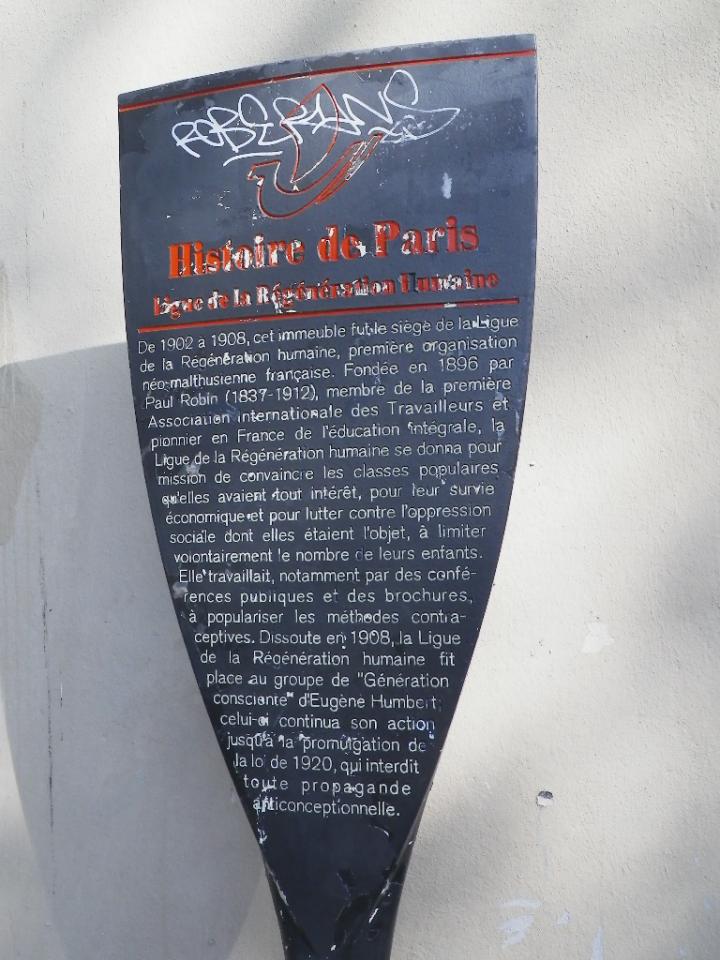 Histoire de Paris
Ligue de la Régénération Humaine
De 1902 à 1908, cet immeuble fut le siège de la Ligue
de la Régénération humaine, première organisation
néo-malthusienne française. Fondée en 1896 par
Paul Robin (1837-1912), membre de la première
Association internationale des Travailleurs et
pionnier en France de l'éducation intégrale, la
Ligue de la Régénération humaine se donna pour
mission de convaincre les classes populaires
qu'elles avaient tout intérêt, pour leur survie
économique et pour lutter contre l'oppression
sociale dont elles étaient l'objet, à limiter
volontairement le nombre de leurs enfants.
Elle travaillait, notamment par des confé-
rences publiques et des brochures,
à populariser les méthodes contra-
ceptives. Dissoute en 1908, la Ligue
de la Régénération humaine fit
place au groupe de "Génération
consciente" d'Eugène Humbert;
celui-ci continua son action
jusqu'à la promulgation de
la loi de 1920, qui interdit
toute propagande
anticonceptionnelle.